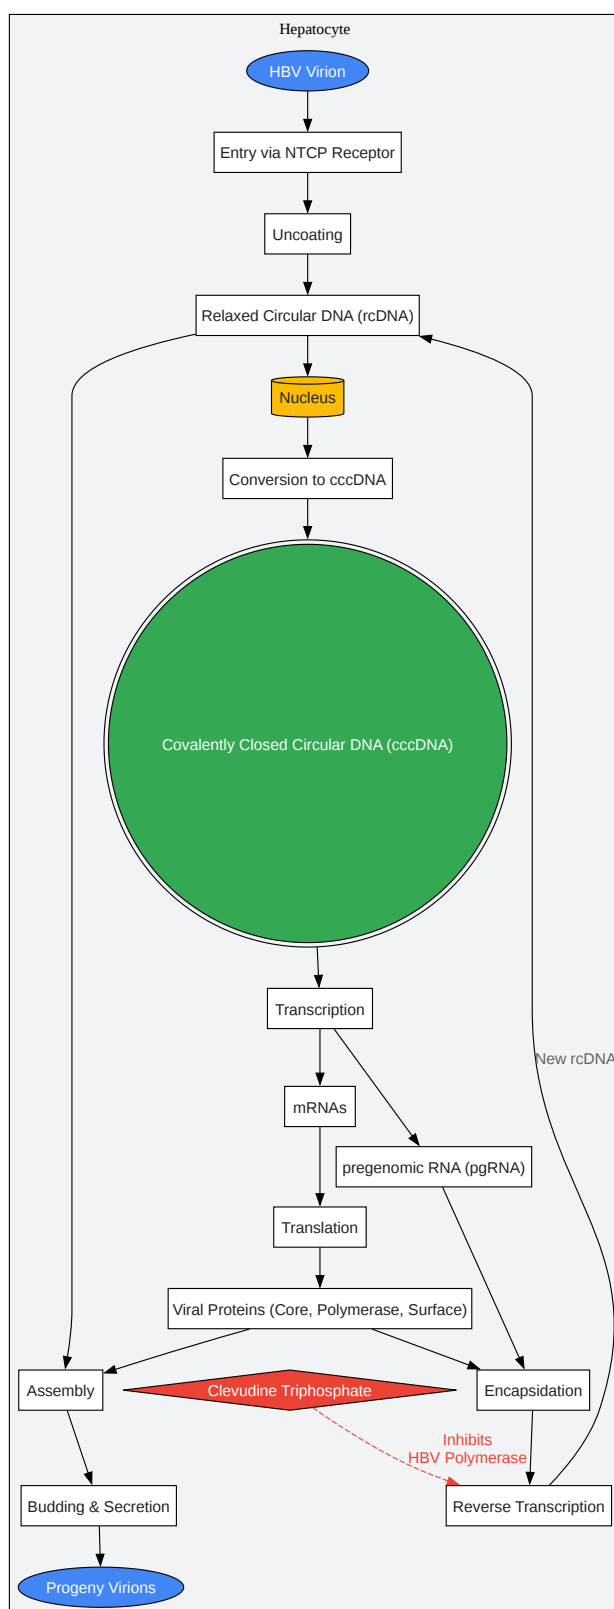 Hepatocyte
HBV Virion
Entry via NTCP Receptor
Uncoating
Relaxed Circular DNA (rcDNA)
Nucleus
Conversion to cccDNA
Covalently Closed Circular DNA (cccDNA)
Transcription
New rcDNA
mRNAs
pregenomic RNA (pgRNA)
Translation
Viral Proteins (Core, Polymerase, Surface)
Assembly
Clevudine Triphosphate
Encapsidation
Inhibits
HBV Polymerase
Budding & Secretion
Reverse Transcription
Progeny Virions